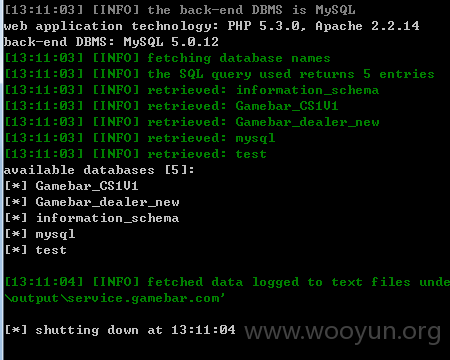 [13:11:03] [INFO] the back-end DBMS is MySQL
web application technology: PHP 5.3.0, Apache 2.2.14
back-end DBMS: MySQL 5.0.12
[13:11:03] [INFO] fetching database names
[13:11:03] [INFO] the SQL query used returns 5 entries
[13:11:03] [INFO] retrieved: information_schema
[13:11:03] [INFO] retrieved: Gamebar_CS1V1
[13:11:03] [INFO] retrieved: Gamebar_dealer_new
[13:11:03] [INFO] retrieved: mysql
[13:11:03] [INFO] retrieved: test
available databases [5]:
[*] Gamebar_CS1V1
[*] Gamebar_dealer_new
[*] information_schema
[*] mysql
[*] test
[13:11:04] [INFO] fetched data logged to text files unde
\output\service.gamebar.com'
[*] shutting down at 13:11:04
www.wooyun.org